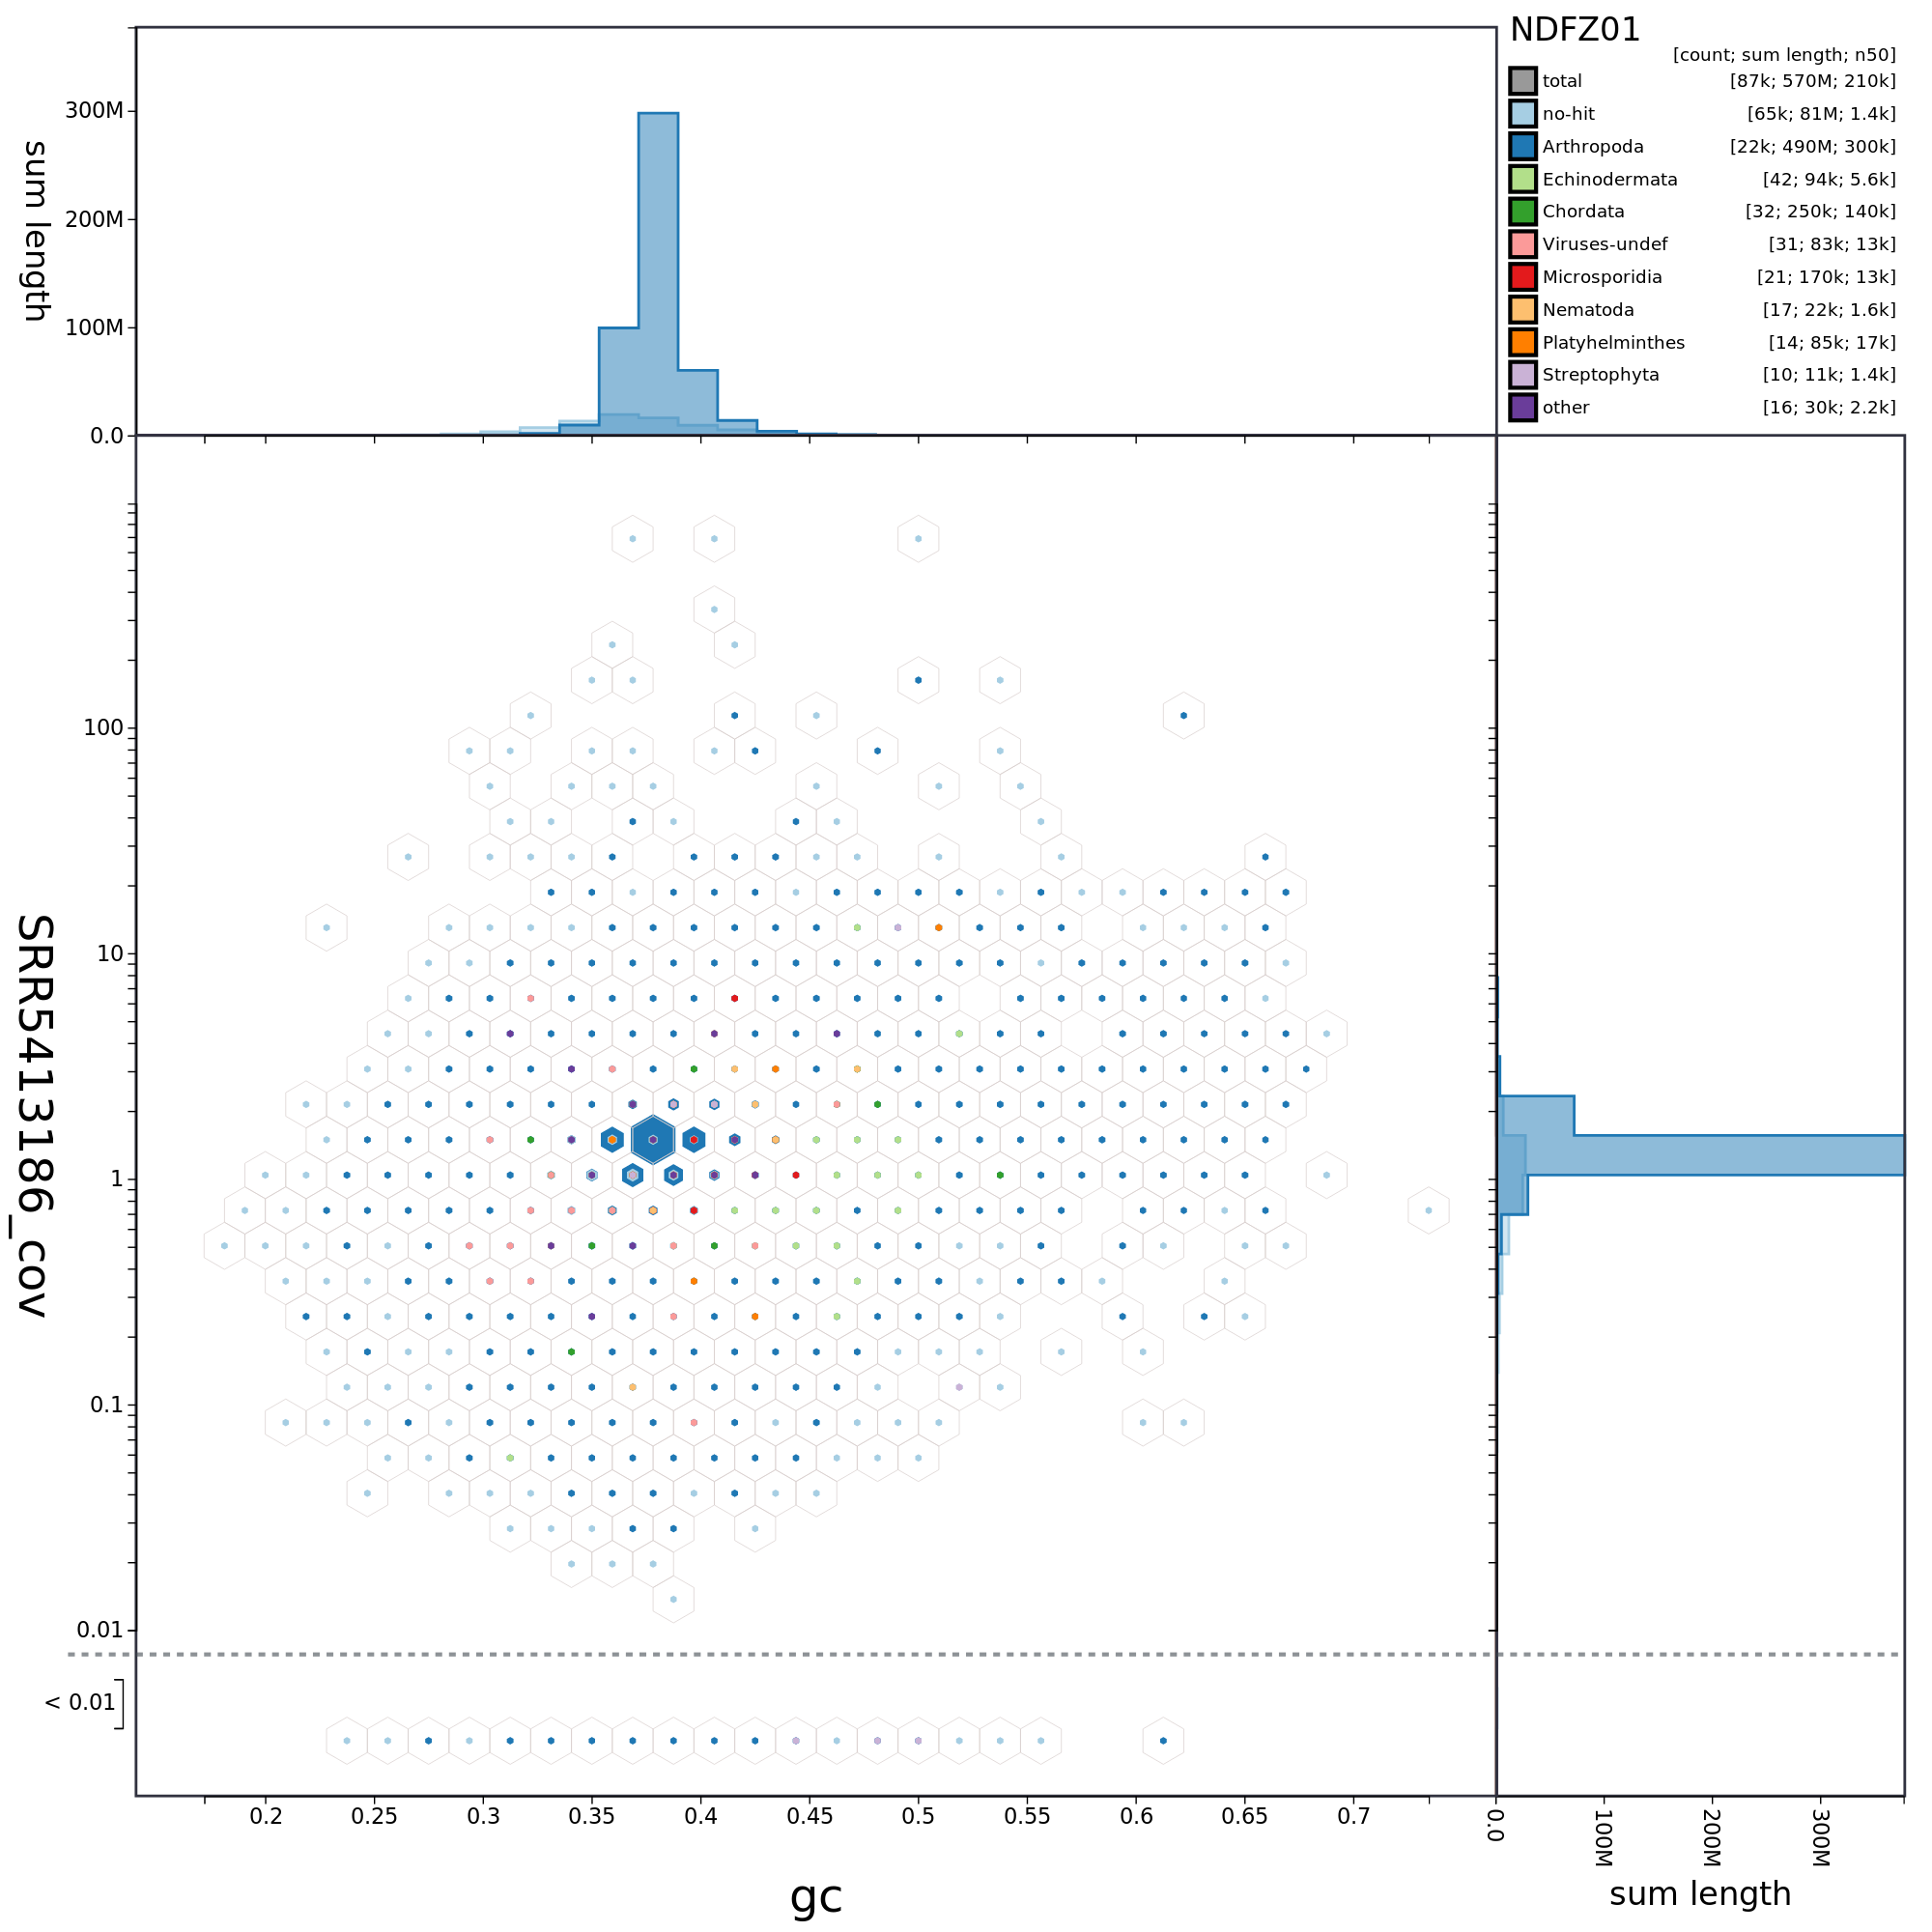 NDFZ01
[count; sum length; n50]
total [87k; 570M; 210k]
no-hit [65k; 81M; 1.4k]
Arthropoda [22k; 490M; 300k]
Echinodermata [42; 94k; 5.6k]
Chordata [32; 250k; 140k]
Viruses-undef [31; 83k; 13k]
Microsporidia [21; 170k; 13k]
Nematoda [17; 22k; 1.6k]
Platyhelminthes [14; 85k; 17k]
Streptophyta [10; 11k; 1.4k]
other [16; 30k; 2.2k]
sum length
300M
200M
100M
0.0
SRR5413186_cov
100
10
1
0.1
0.01
< 0.01
0.2 0.25 0.3 0.35 0.4 0.45 0.5 0.55 0.6 0.65 0.7
gc
0.0 100M 200M 300M
sum length